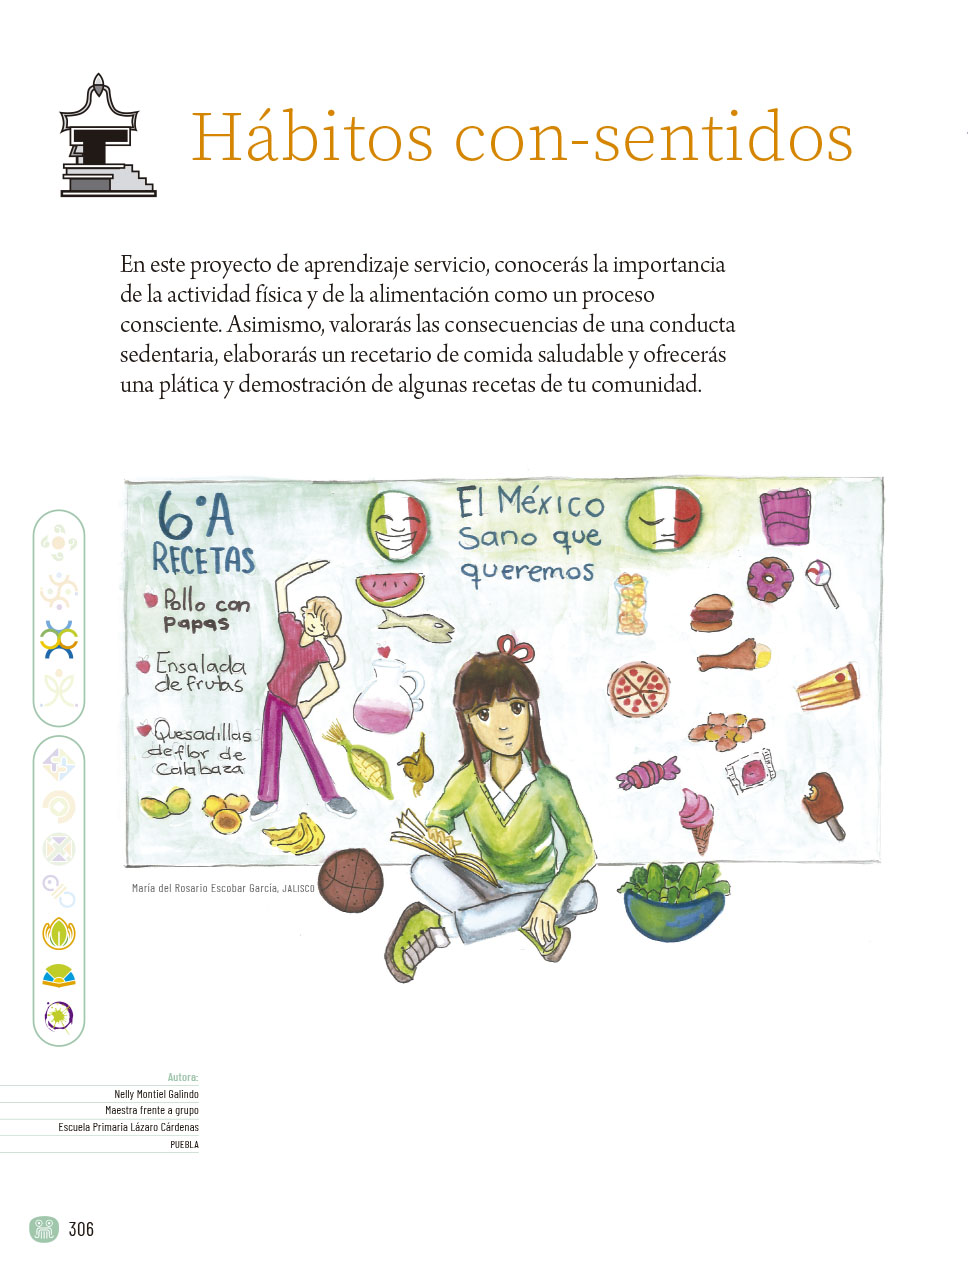 Hábitos con-sentidos
En este proyecto de aprendizaje servicio, conocerás la importancia
de la actividad física y de la alimentación como un proceso
consciente. Asimismo, valorarás las consecuencias de una conducta
sedentaria, elaborarás un recetario de comida saludable y ofrecerás
una plática y demostración de algunas recetas de tu comunidad.
6°A
RECETAS
Pollo con
papas
Ensalada
de frutas
Quesadillas
de flor de
Calabaza
El México
Sano que
queremos
María del Rosario Escobar García, JALISCO
Autora:
Nelly Montiel Galindo
Maestra frente a grupo
Escuela Primaria Lázaro Cárdenas
PUEBLA
306